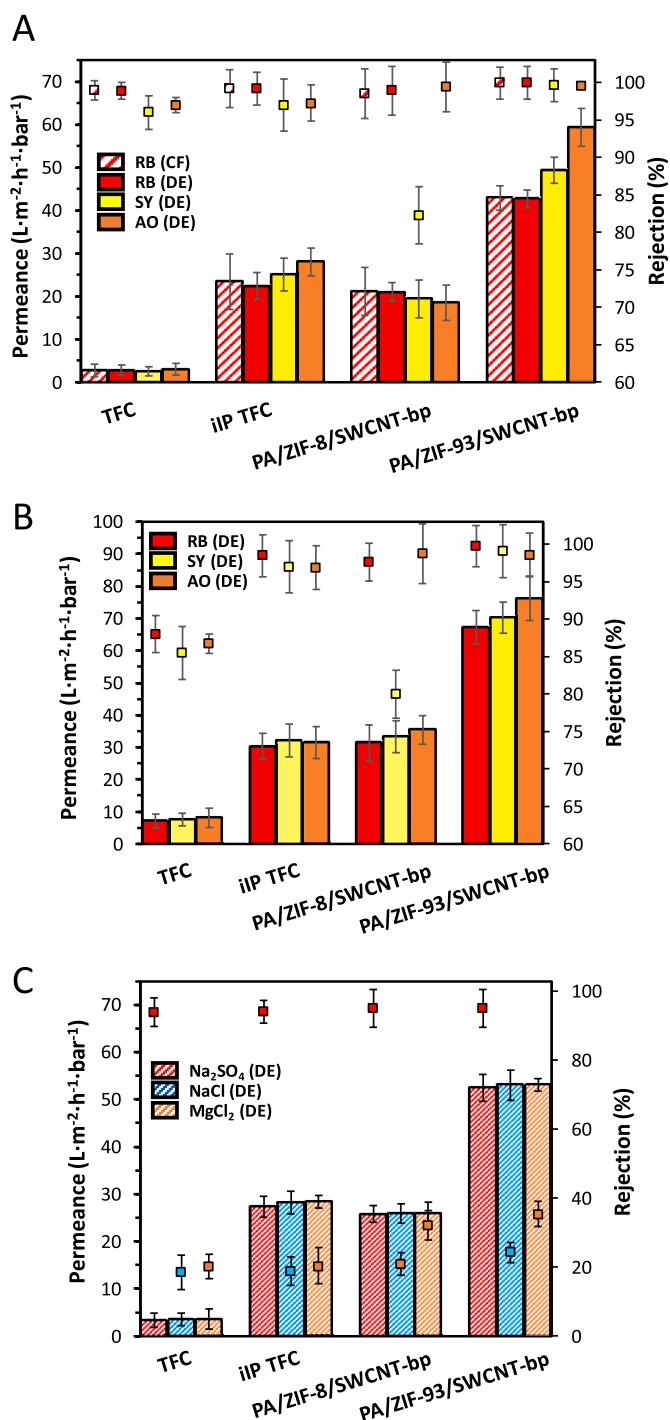 A
Permeance (L·m⁻²·h⁻¹·bar⁻¹)
70
60
50
40
30
20
10
0
RB (CF)
RB (DE)
SY (DE)
AO (DE)
100
95
90
85
80
75
70
65
60
Rejection (%)
TFC
iIP TFC
PA/ZIF-8/SWCNT-bp
PA/ZIF-93/SWCNT-bp
B
Permeance (L·m⁻²·h⁻¹·bar⁻¹)
100
90
80
70
60
50
40
30
20
10
0
RB (DE)
SY (DE)
AO (DE)
100
95
90
85
80
75
70
65
60
Rejection (%)
TFC
iIP TFC
PA/ZIF-8/SWCNT-bp
PA/ZIF-93/SWCNT-bp
C
Permeance (L·m⁻²·h⁻¹·bar⁻¹)
70
60
50
40
30
20
10
0
Na₂SO₄ (DE)
NaCl (DE)
MgCl₂ (DE)
100
80
60
40
20
0
Rejection (%)
TFC
iIP TFC
PA/ZIF-8/SWCNT-bp
PA/ZIF-93/SWCNT-bp